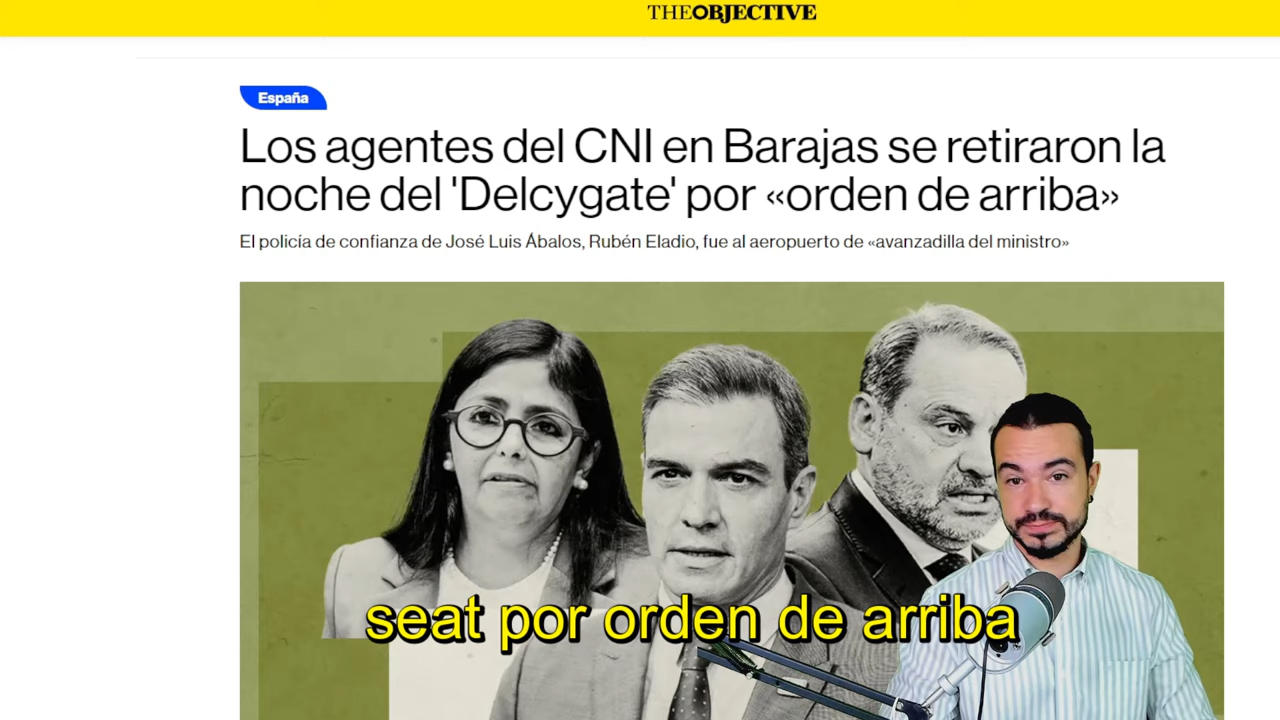 THEOBJECTIVE
España
Los agentes del CNI en Barajas se retiraron la
noche del 'Delcygate' por «orden de arriba»
El policía de confianza de José Luis Ábalos, Rubén Eladio, fue al aeropuerto de «avanzadilla del ministro»
seat por orden de arriba